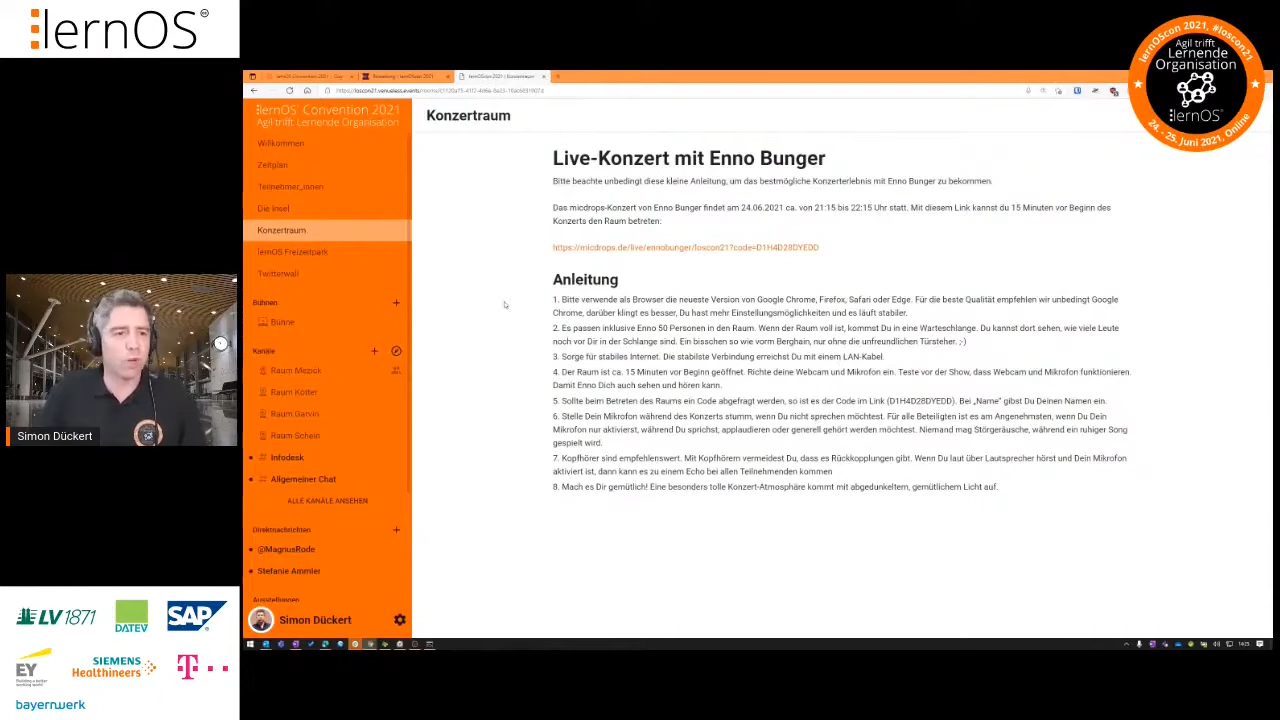 lernOS
lernOScon 2021, #loscon21
Agil trifft
Lernende
Organisation
lernOS
24. - 25. Juni 2021, Online
lernOS Convention 2021
Agil trifft Lernende Organisation
Willkommen
Zeitplan
Teilnehmer_innen
Die Insel
Konzertraum
lernOS Freizeitpark
Twitterwall
Bühnen
Bühne
Kanäle
Raum Mezick
Raum Kötter
Raum Garvin
Raum Schein
Infodesk
Allgemeiner Chat
ALLE KANÄLE ANSEHEN
Direktnachrichten
@MagnusRode
Stefanie Ammler
Simon Dückert
Konzertraum
Live-Konzert mit Enno Bunger
Bitte beachte unbedingt diese kleine Anleitung, um das bestmögliche Konzerterlebnis mit Enno Bunger zu bekommen.
Das micdrops-Konzert von Enno Bunger findet am 24.06.2021 ca. von 21:15 bis 22:15 Uhr statt. Mit diesem Link kannst du 15 Minuten vor Beginn des
Konzerts den Raum betreten:
https://micdrops.de/live/ennobunger/loscon21?code=D1H4D28DYEDD
Anleitung
1. Bitte verwende als Browser die neueste Version von Google Chrome, Firefox, Safari oder Edge. Für die beste Qualität empfehlen wir unbedingt Google
Chrome, darüber klingt es besser, Du hast mehr Einstellungsmöglichkeiten und es läuft stabiler.
2. Es passen inklusive Enno 50 Personen in den Raum. Wenn der Raum voll ist, kommst Du in eine Warteschlange. Du kannst dort sehen, wie viele Leute
noch vor Dir in der Schlange sind. Ein bisschen so wie vorm Berghain, nur ohne die unfreundlichen Türsteher. ;-)
3. Sorge für stabiles Internet. Die stabilste Verbindung erreichst Du mit einem LAN-Kabel.
4. Der Raum ist ca. 15 Minuten vor Beginn geöffnet. Richte deine Webcam und Mikrofon ein. Teste vor der Show, dass Webcam und Mikrofon funktionieren.
Damit Enno Dich auch sehen und hören kann.
5. Sollte beim Betreten des Raums ein Code abgefragt werden, so ist es der Code im Link (D1H4D28DYEDD). Bei „Name" gibst Du Deinen Namen ein.
6. Stelle Dein Mikrofon während des Konzerts stumm, wenn Du nicht sprechen möchtest. Für alle Beteiligten ist es am Angenehmsten, wenn Du Dein
Mikrofon nur aktivierst, während Du sprichst, applaudieren oder generell gehört werden möchtest. Niemand mag Störgeräusche, während ein ruhiger Song
gespielt wird.
7. Kopfhörer sind empfehlenswert. Mit Kopfhörern vermeidest Du, dass es Rückkopplungen gibt. Wenn Du laut über Lautsprecher hörst und Dein Mikrofon
aktiviert ist, dann kann es zu einem Echo bei allen Teilnehmenden kommen
8. Mach es Dir gemütlich! Eine besonders tolle Konzert-Atmosphäre kommt mit abgedunkeltem, gemütlichem Licht auf.
Simon Dückert
LV 1871
DATEV
SAP
EY
Building a better
working world
SIEMENS
Healthineers
T
bayernwerk